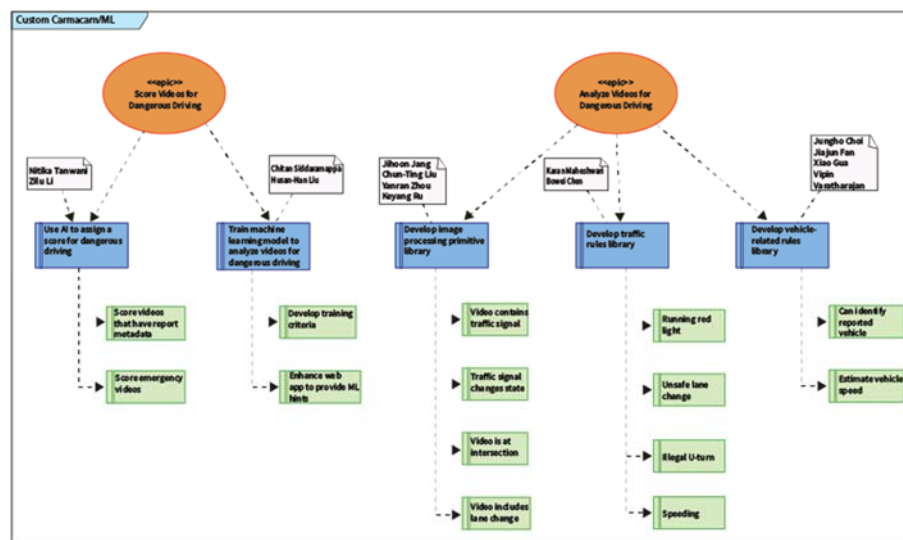 Custom Carmacam/ML
<<epic>>
Score Videos for
Dangerous Driving
<<epic>>
Analyze Videos for
Dangerous Driving
Nitika Tanwani
Zilu Li
Chitan Siddaramappa
Husan-Han Liu
Jihoon Jang
Chun-Ting Liu
Yanran Zhou
Keyang Ru
Karan Maheshwari
Bowei Chen
Jungho Choi
Jiajun Fan
Xiao Gua
Vipin
Varatharajan
Use AI to assign a
score for dangerous
driving
Train machine
learning model to
analyze videos for
dangerous driving
Develop image
processing primitive
library
Develop traffic
rules library
Develop vehicle-
related rules library
Score videos
that have report
metadata
Score emergency
videos
Develop training
criteria
Enhance web
app to provide ML
hints
Video contains
traffic signal
Traffic signal
changes state
Video is at
intersection
Video includes
lane change
Running red
light
Unsafe lane
change
Illegal U-turn
Speeding
Can identify
reported
vehicle
Estimate vehicle
speed